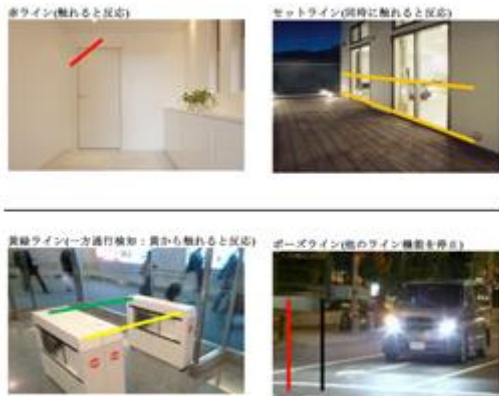 赤ライン(触れると反応)
セットライン(同時に触れると反応)
黄緑ライン(一方通行検知：黄から触れると反応)
ポーズライン(他のライン機能を停止)